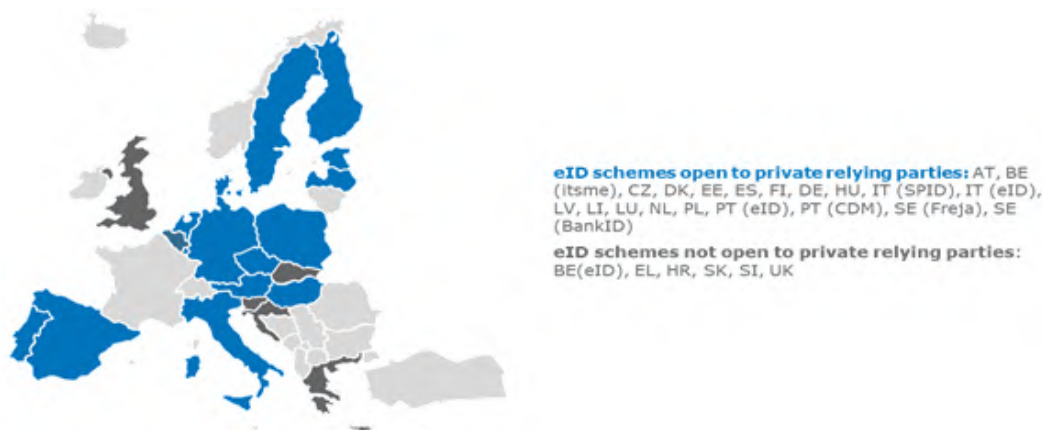 eID schemes open to private relying parties: AT, BE
(itsme), CZ, DK, EE, ES, FI, DE, HU, IT (SPID), IT (eID),
LV, LI, LU, NL, PL, PT (eID), PT (CDM), SE (Freja), SE
(BankID)
eID schemes not open to private relying parties:
BE(eID), EL, HR, SK, SI, UK